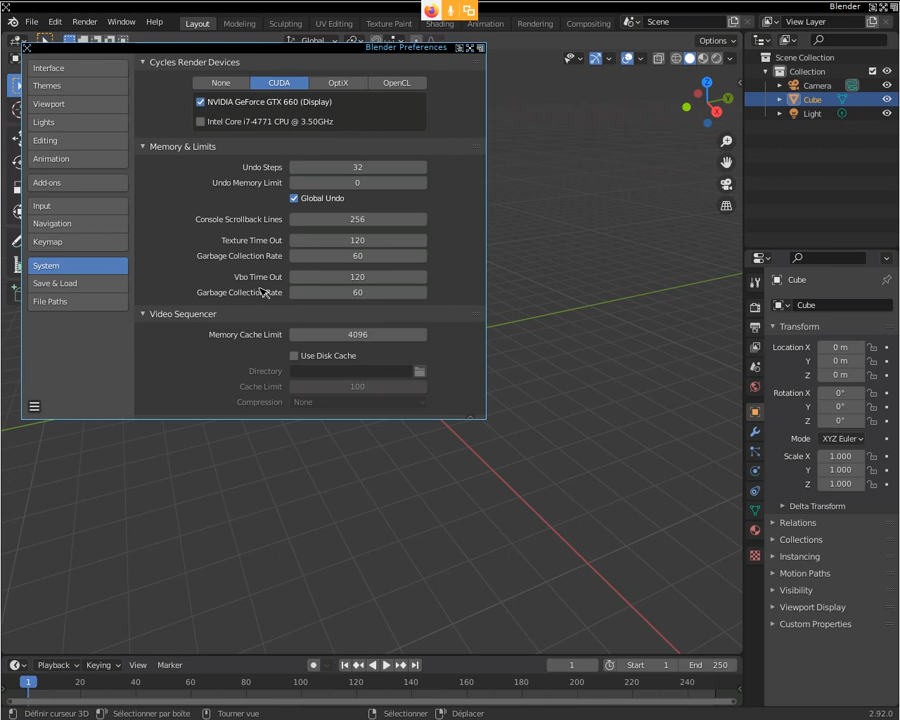 Blender
File Edit Render Window Help Layout Modeling Sculpting UV Editing Texture Paint Shading Animation Rendering Compositing Scene View Layer
Global Options
Blender Preferences
Interface
Themes
Viewport
Lights
Editing
Animation
Add-ons
Input
Navigation
Keymap
System
Save & Load
File Paths
Cycles Render Devices
None CUDA OptiX OpenCL
NVIDIA GeForce GTX 660 (Display)
Intel Core i7-4771 CPU @ 3.50GHz
Memory & Limits
Undo Steps 32
Undo Memory Limit 0
Global Undo
Console Scrollback Lines 256
Texture Time Out 120
Garbage Collection Rate 60
Vbo Time Out 120
Garbage Collection Rate 60
Video Sequencer
Memory Cache Limit 4096
Use Disk Cache
Directory
Cache Limit 100
Compression None
Z
Y
X
Scene Collection
Collection
Camera
Cube
Light
Cube
Cube
Transform
Location X 0 m
Y 0 m
Z 0 m
Rotation X 0°
Y 0°
Z 0°
Mode XYZ Euler
Scale X 1.000
Y 1.000
Z 1.000
Delta Transform
Relations
Collections
Instancing
Motion Paths
Visibility
Viewport Display
Custom Properties
Playback Keying View Marker 1 Start 1 End 250
1 20 40 60 80 100 120 140 160 180 200 220 240
Définir curseur 3D Sélectionner par boîte Tourner vue Sélectionner Déplacer 2.92.0